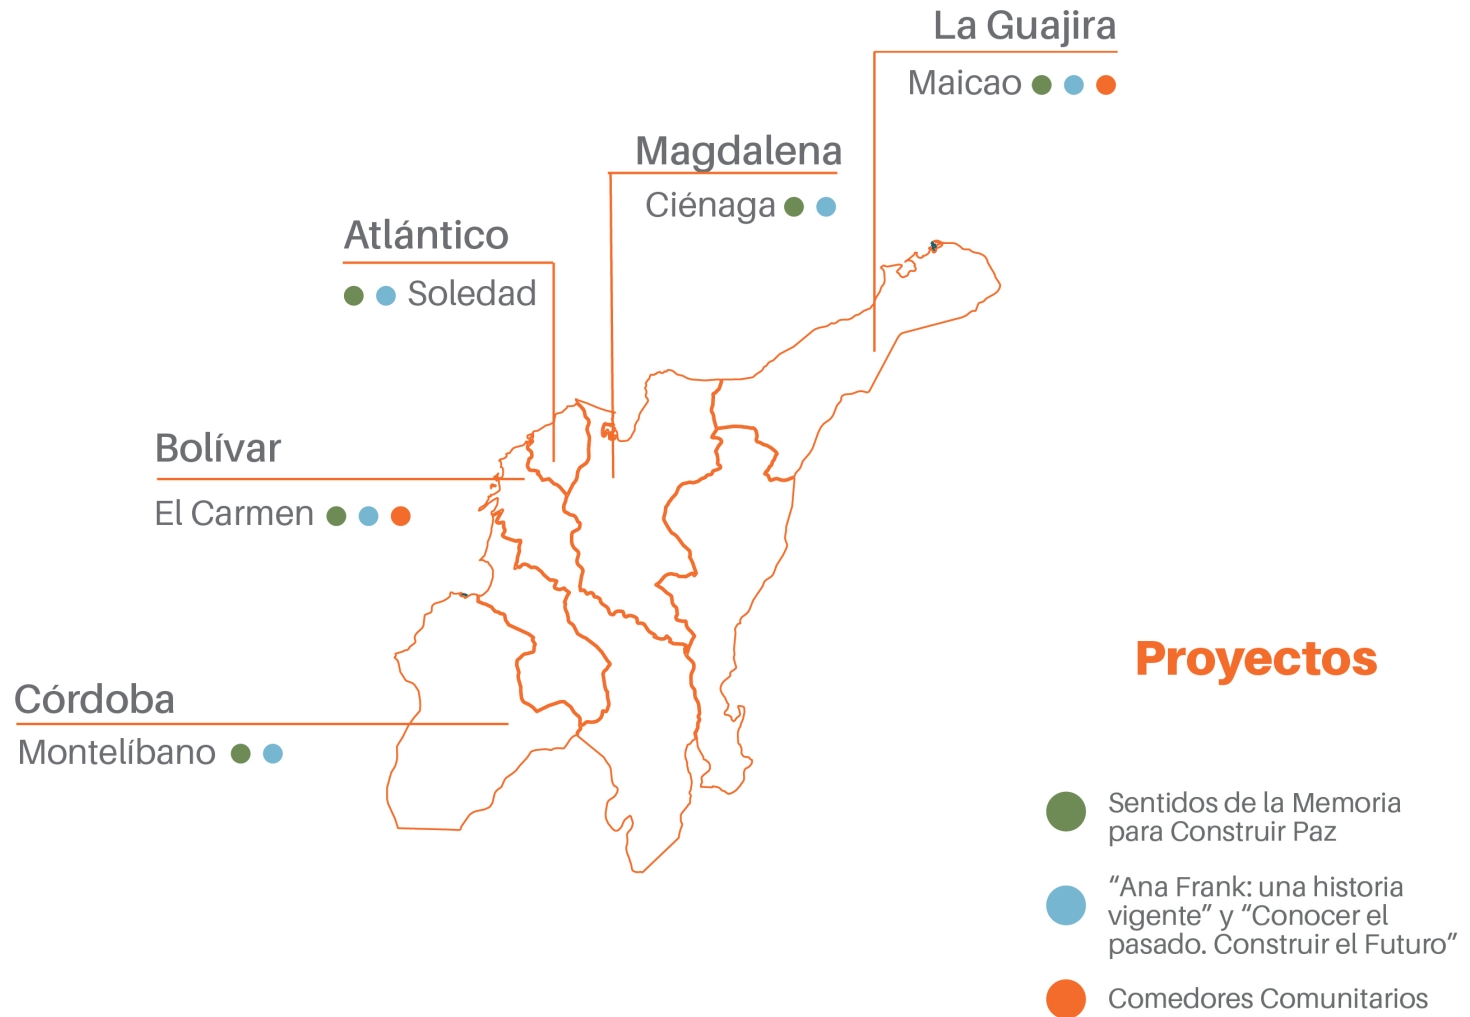 La Guajira
Maicao
Magdalena
Ciénaga
Atlántico
Soledad
Bolívar
El Carmen
Córdoba
Montelíbano
Proyectos
Sentidos de la Memoria
para Construir Paz
“Ana Frank: una historia
vigente” y “Conocer el
pasado. Construir el Futuro”
Comedores Comunitarios